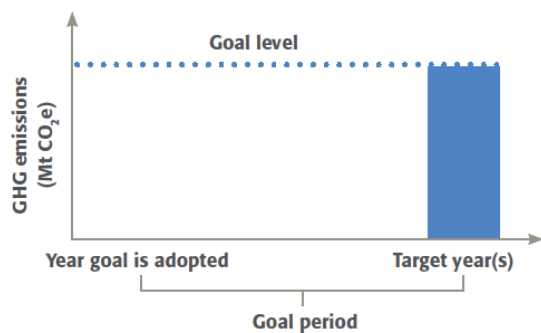 Goal level
GHG emissions
(Mt CO₂e)
Year goal is adopted
Target year(s)
Goal period